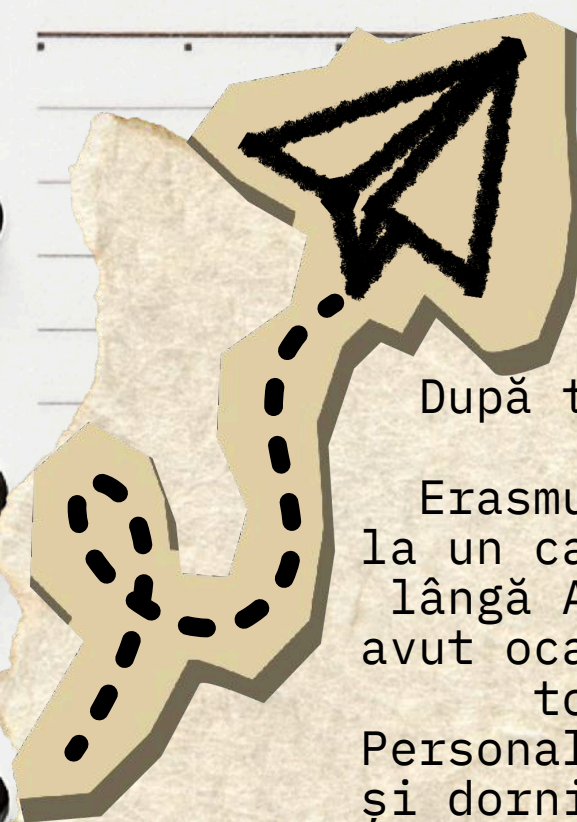 După t
Erasmu
la un ca
lângă A
avut oca
to
Personal
și dorni